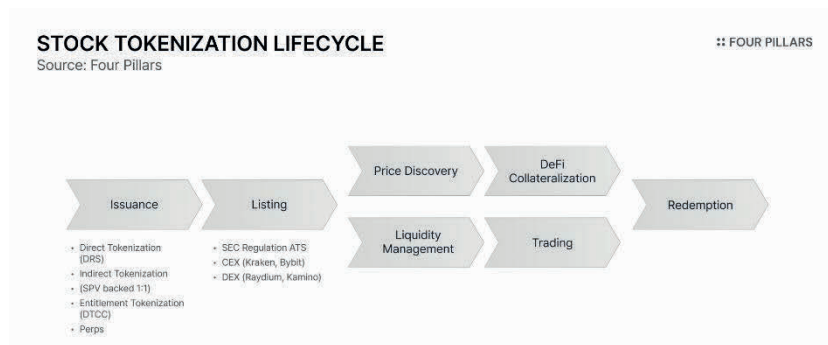 STOCK TOKENIZATION LIFECYCLE
Source: Four Pillars
:: FOUR PILLARS
Issuance
• Direct Tokenization
(DRS)
• Indirect Tokenization
• (SPV backed 1:1)
• Entitlement Tokenization
(DTCC)
• Perps
Listing
• SEC Regulation ATS
• CEX (Kraken, Bybit)
• DEX (Raydium, Kamino)
Price Discovery
DeFi
Collateralization
Liquidity
Management
Trading
Redemption